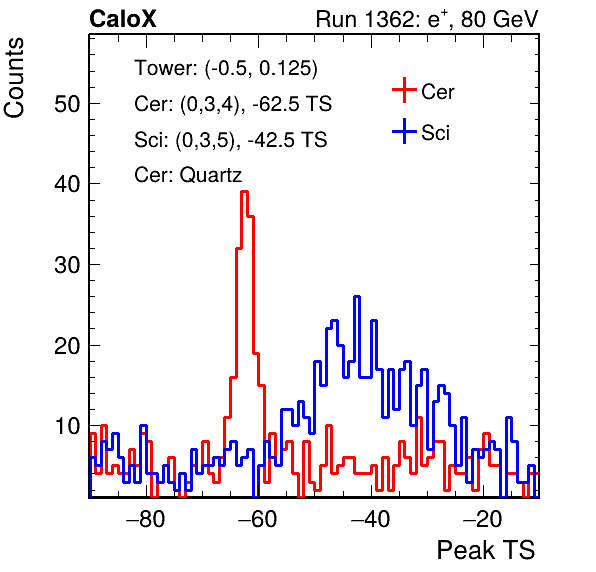 CaloX Run 1362: e⁺, 80 GeV
Counts
Tower: (-0.5, 0.125)
Cer: (0,3,4), -62.5 TS
Sci: (0,3,5), -42.5 TS
Cer: Quartz
Cer
Sci
50
40
30
20
10
−80 −60 −40 −20
Peak TS